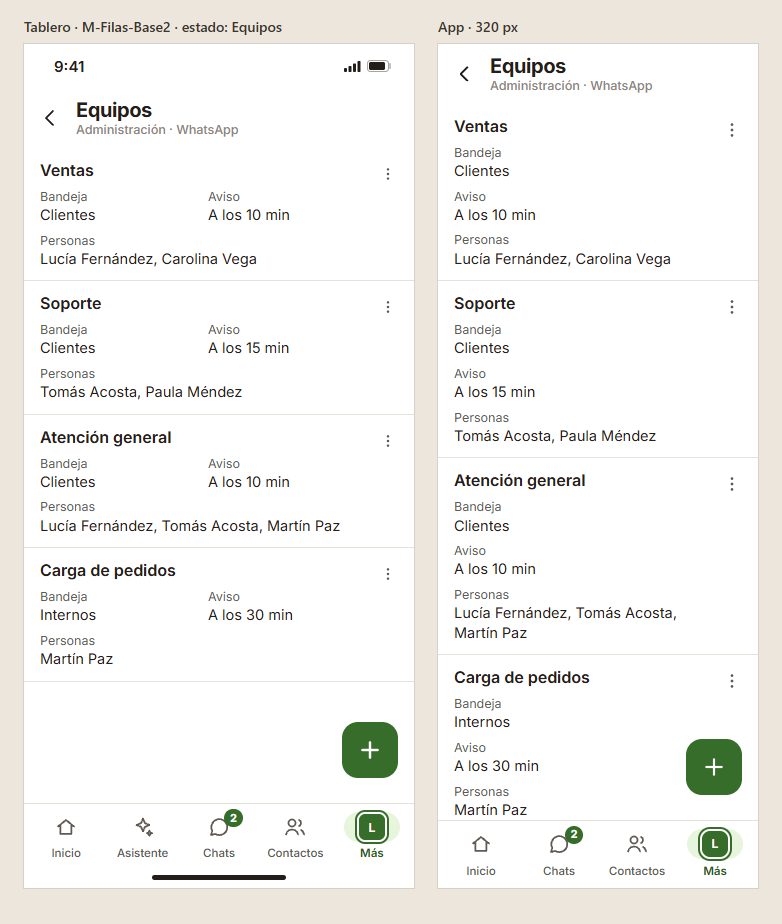 Tablero · M-Filas-Base2 · estado: Equipos
9:41
Equipos
Administración · WhatsApp
Ventas
Bandeja Aviso
Clientes A los 10 min
Personas
Lucía Fernández, Carolina Vega
Soporte
Bandeja Aviso
Clientes A los 15 min
Personas
Tomás Acosta, Paula Méndez
Atención general
Bandeja Aviso
Clientes A los 10 min
Personas
Lucía Fernández, Tomás Acosta, Martín Paz
Carga de pedidos
Bandeja Aviso
Internos A los 30 min
Personas
Martín Paz
2
L
Inicio Asistente Chats Contactos Más
App · 320 px
Equipos
Administración · WhatsApp
Ventas
Bandeja
Clientes
Aviso
A los 10 min
Personas
Lucía Fernández, Carolina Vega
Soporte
Bandeja
Clientes
Aviso
A los 15 min
Personas
Tomás Acosta, Paula Méndez
Atención general
Bandeja
Clientes
Aviso
A los 10 min
Personas
Lucía Fernández, Tomás Acosta,
Martín Paz
Carga de pedidos
Bandeja
Internos
Aviso
A los 30 min
Personas
Martín Paz
2
L
Inicio Chats Contactos Más